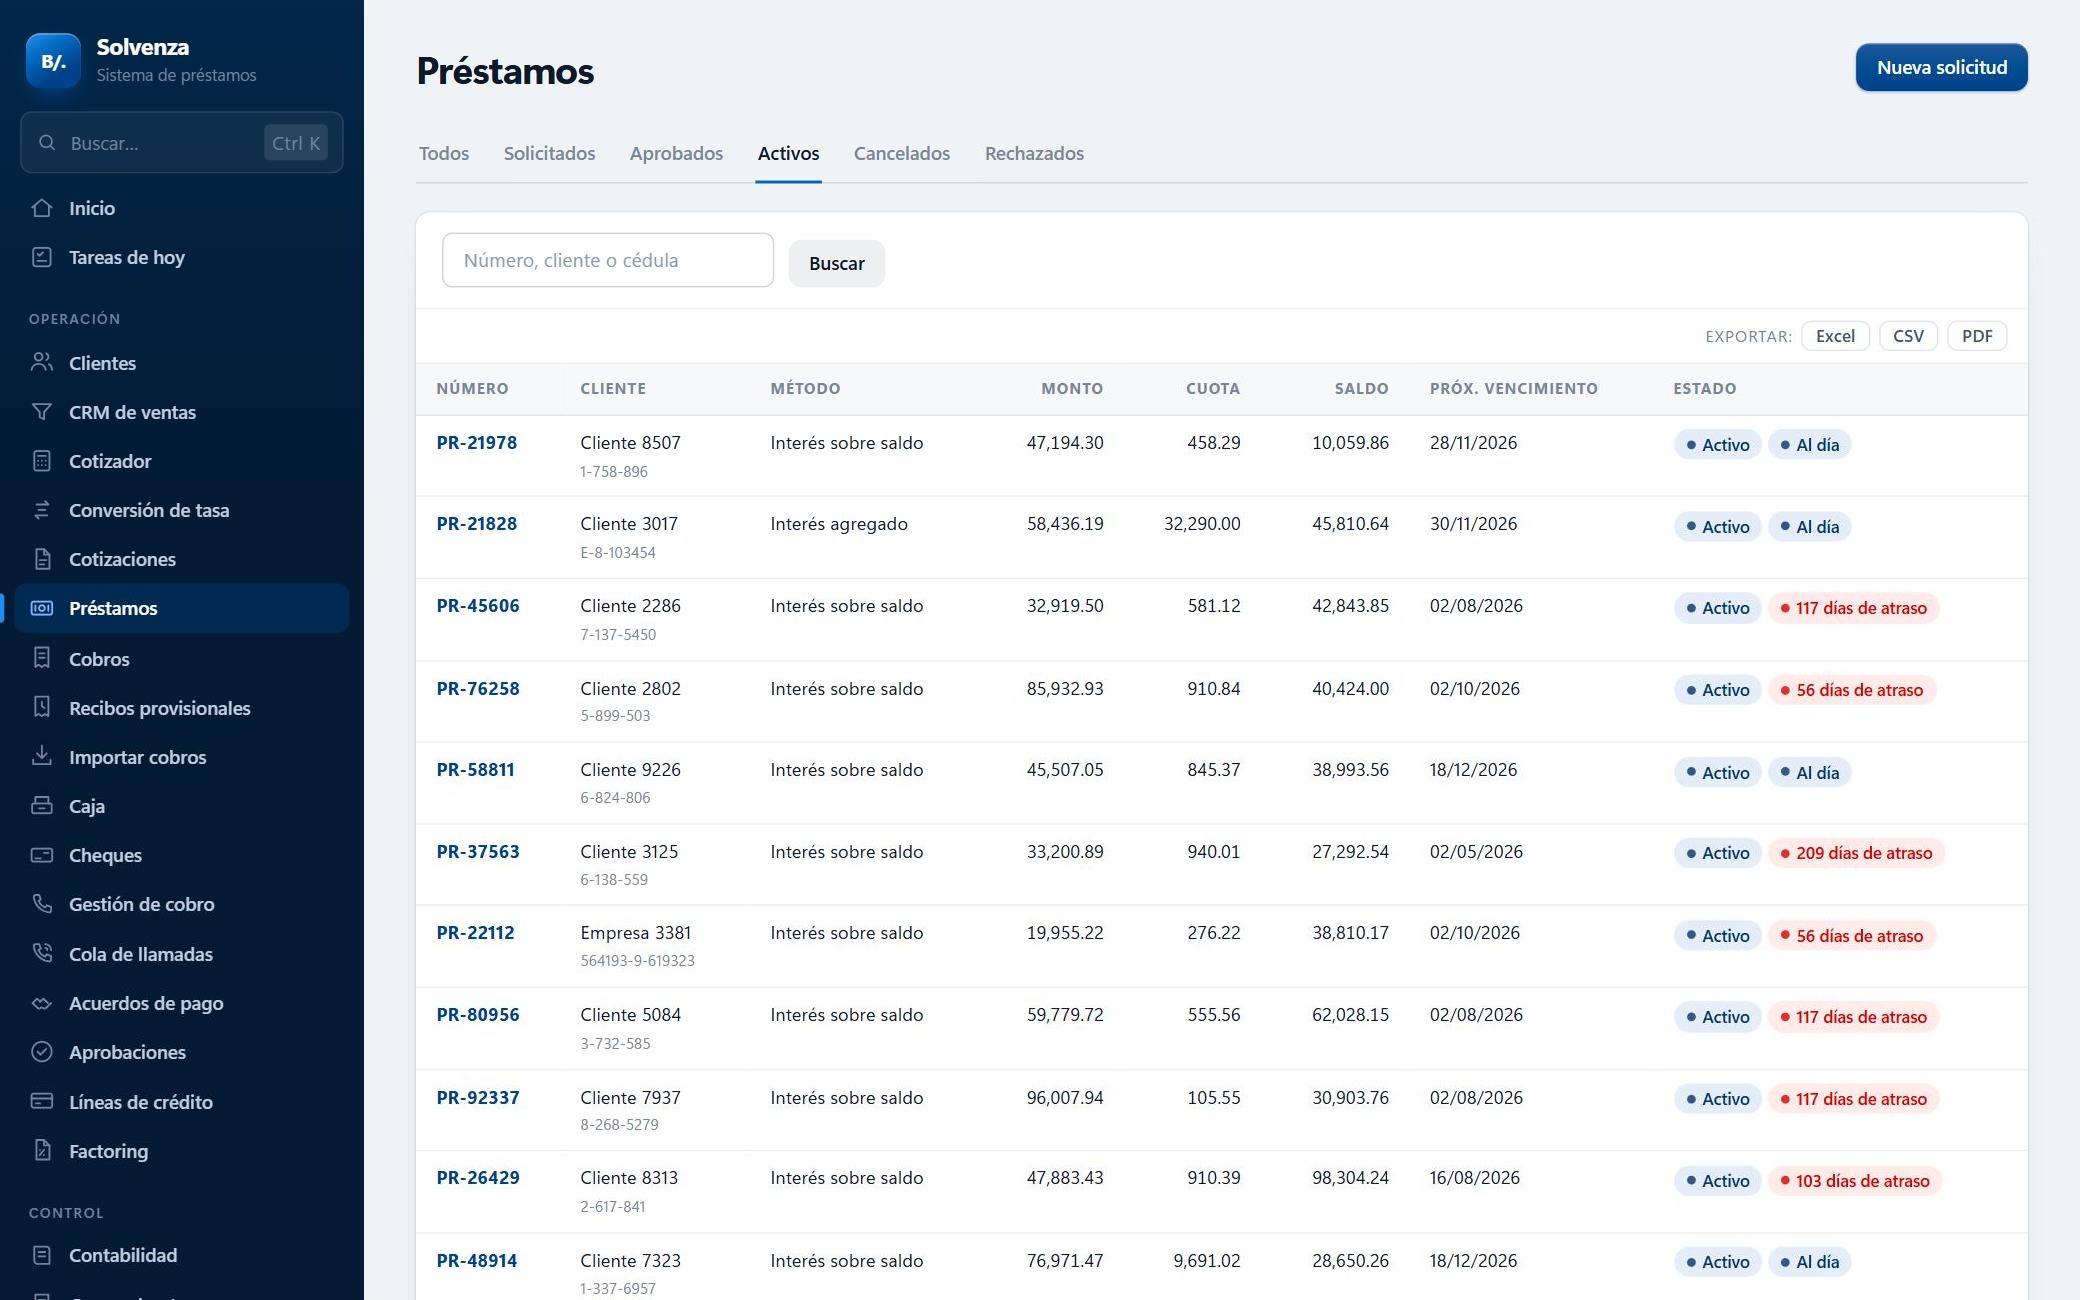 B/.
Solvenza
Sistema de préstamos
Buscar...
Ctrl K
Inicio
Tareas de hoy
OPERACIÓN
Clientes
CRM de ventas
Cotizador
Conversión de tasa
Cotizaciones
Préstamos
Cobros
Recibos provisionales
Importar cobros
Caja
Cheques
Gestión de cobro
Cola de llamadas
Acuerdos de pago
Aprobaciones
Líneas de crédito
Factoring
CONTROL
Contabilidad
Préstamos
Nueva solicitud
Todos Solicitados Aprobados Activos Cancelados Rechazados
Número, cliente o cédula
Buscar
EXPORTAR: Excel CSV PDF
NÚMERO CLIENTE MÉTODO MONTO CUOTA SALDO PRÓX. VENCIMIENTO ESTADO
PR-21978 Cliente 8507 Interés sobre saldo 47,194.30 458.29 10,059.86 28/11/2026 Activo Al día
1-758-896
PR-21828 Cliente 3017 Interés agregado 58,436.19 32,290.00 45,810.64 30/11/2026 Activo Al día
E-8-103454
PR-45606 Cliente 2286 Interés sobre saldo 32,919.50 581.12 42,843.85 02/08/2026 Activo 117 días de atraso
7-137-5450
PR-76258 Cliente 2802 Interés sobre saldo 85,932.93 910.84 40,424.00 02/10/2026 Activo 56 días de atraso
5-899-503
PR-58811 Cliente 9226 Interés sobre saldo 45,507.05 845.37 38,993.56 18/12/2026 Activo Al día
6-824-806
PR-37563 Cliente 3125 Interés sobre saldo 33,200.89 940.01 27,292.54 02/05/2026 Activo 209 días de atraso
6-138-559
PR-22112 Empresa 3381 Interés sobre saldo 19,955.22 276.22 38,810.17 02/10/2026 Activo 56 días de atraso
564193-9-619323
PR-80956 Cliente 5084 Interés sobre saldo 59,779.72 555.56 62,028.15 02/08/2026 Activo 117 días de atraso
3-732-585
PR-92337 Cliente 7937 Interés sobre saldo 96,007.94 105.55 30,903.76 02/08/2026 Activo 117 días de atraso
8-268-5279
PR-26429 Cliente 8313 Interés sobre saldo 47,883.43 910.39 98,304.24 16/08/2026 Activo 103 días de atraso
2-617-841
PR-48914 Cliente 7323 Interés sobre saldo 76,971.47 9,691.02 28,650.26 18/12/2026 Activo Al día
1-337-6957